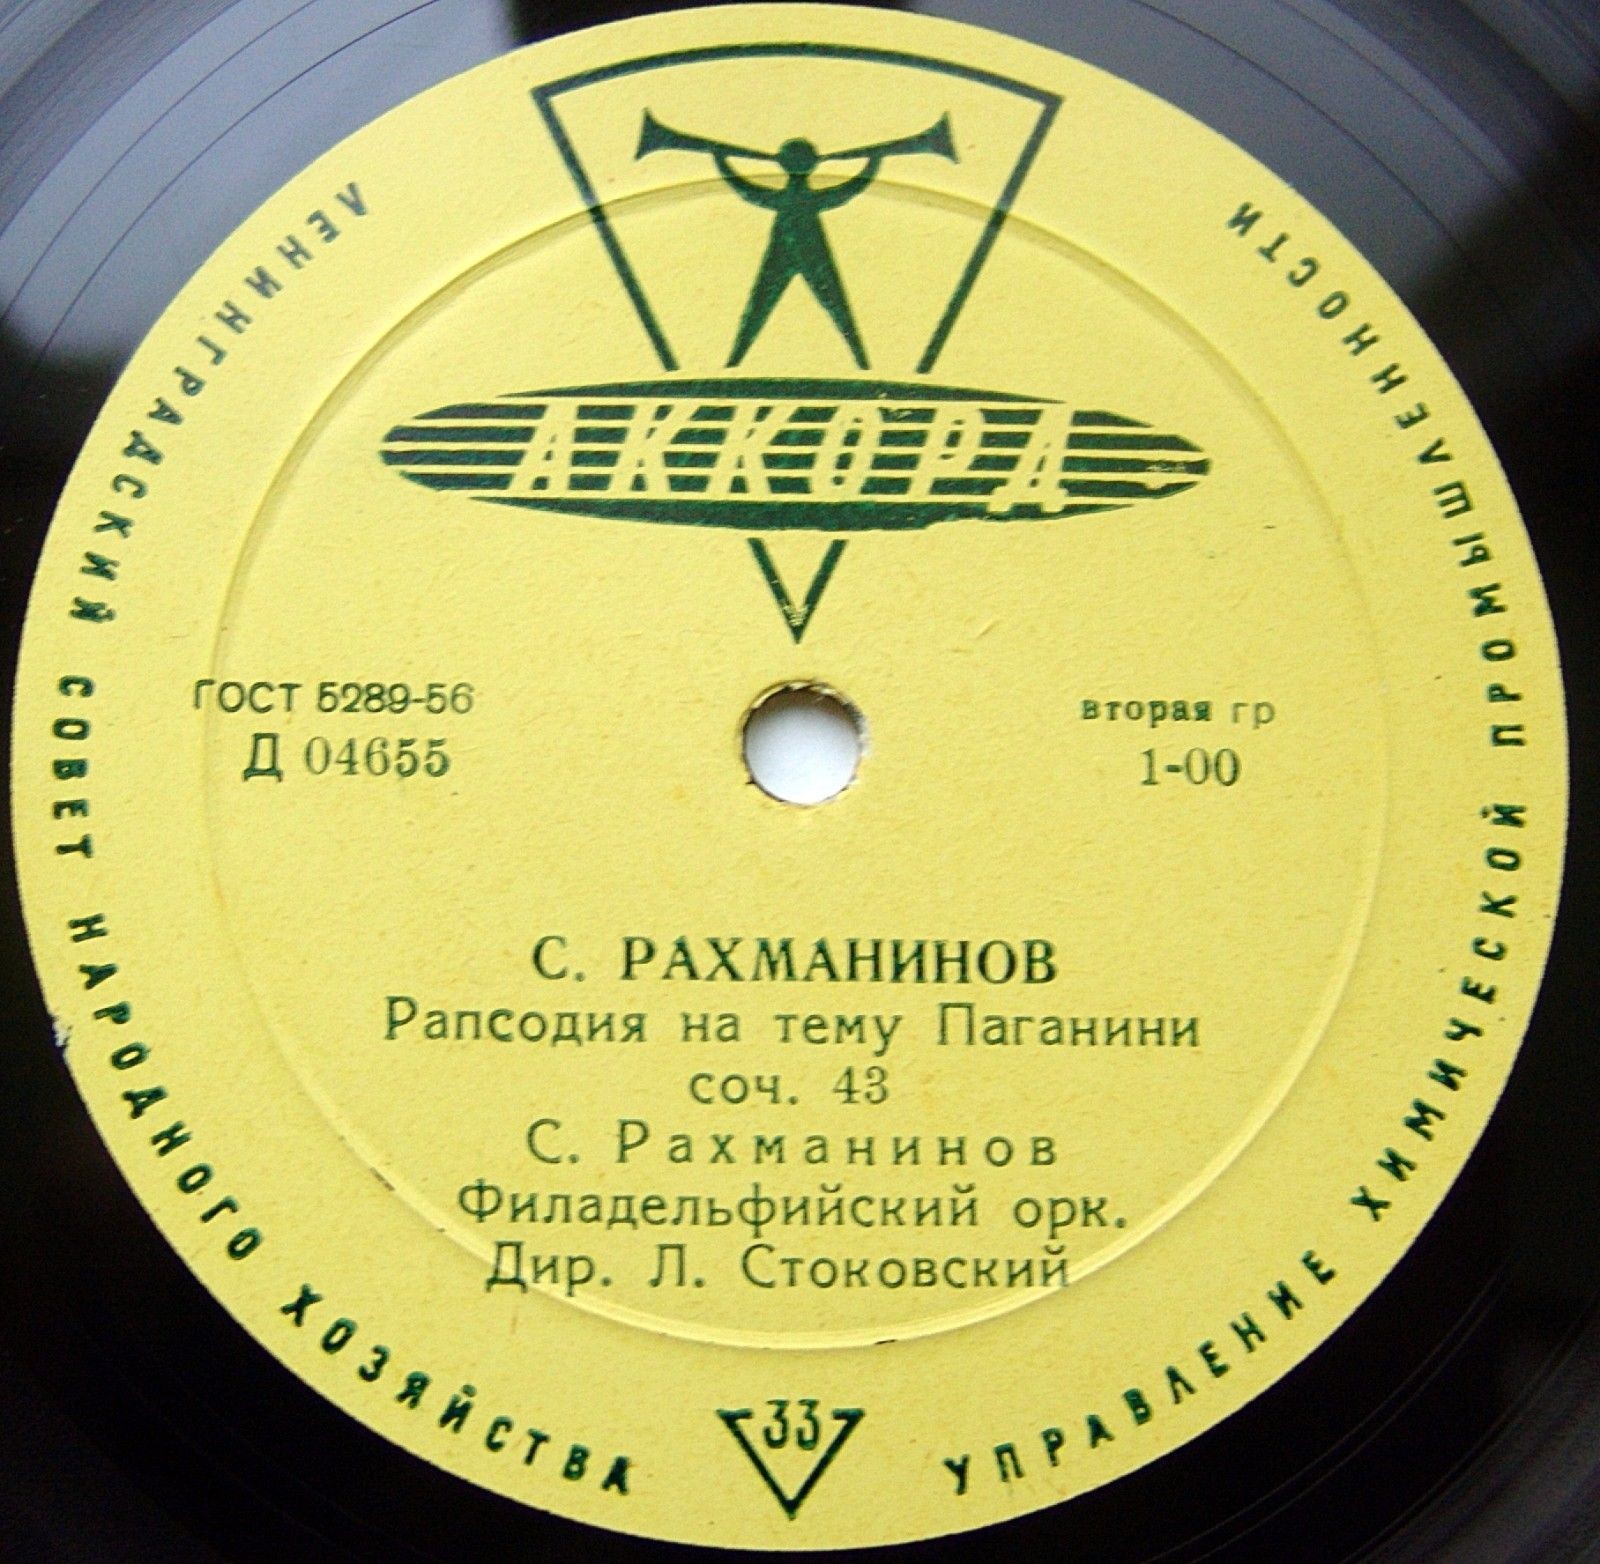 АККОРД
ЛЕНИНГРАДСКИЙ СОВЕТ НАРОДНОГО ХОЗЯЙСТВА
УПРАВЛЕНИЕ ХИМИЧЕСКОЙ ПРОМЫШЛЕННОСТИ
ГОСТ 5289-56
Д 04655
вторая гр
1-00
С. РАХМАНИНОВ
Рапсодия на тему Паганини
соч. 43
С. Рахманинов
Филадельфийский орк.
Дир. Л. Стоковский
33